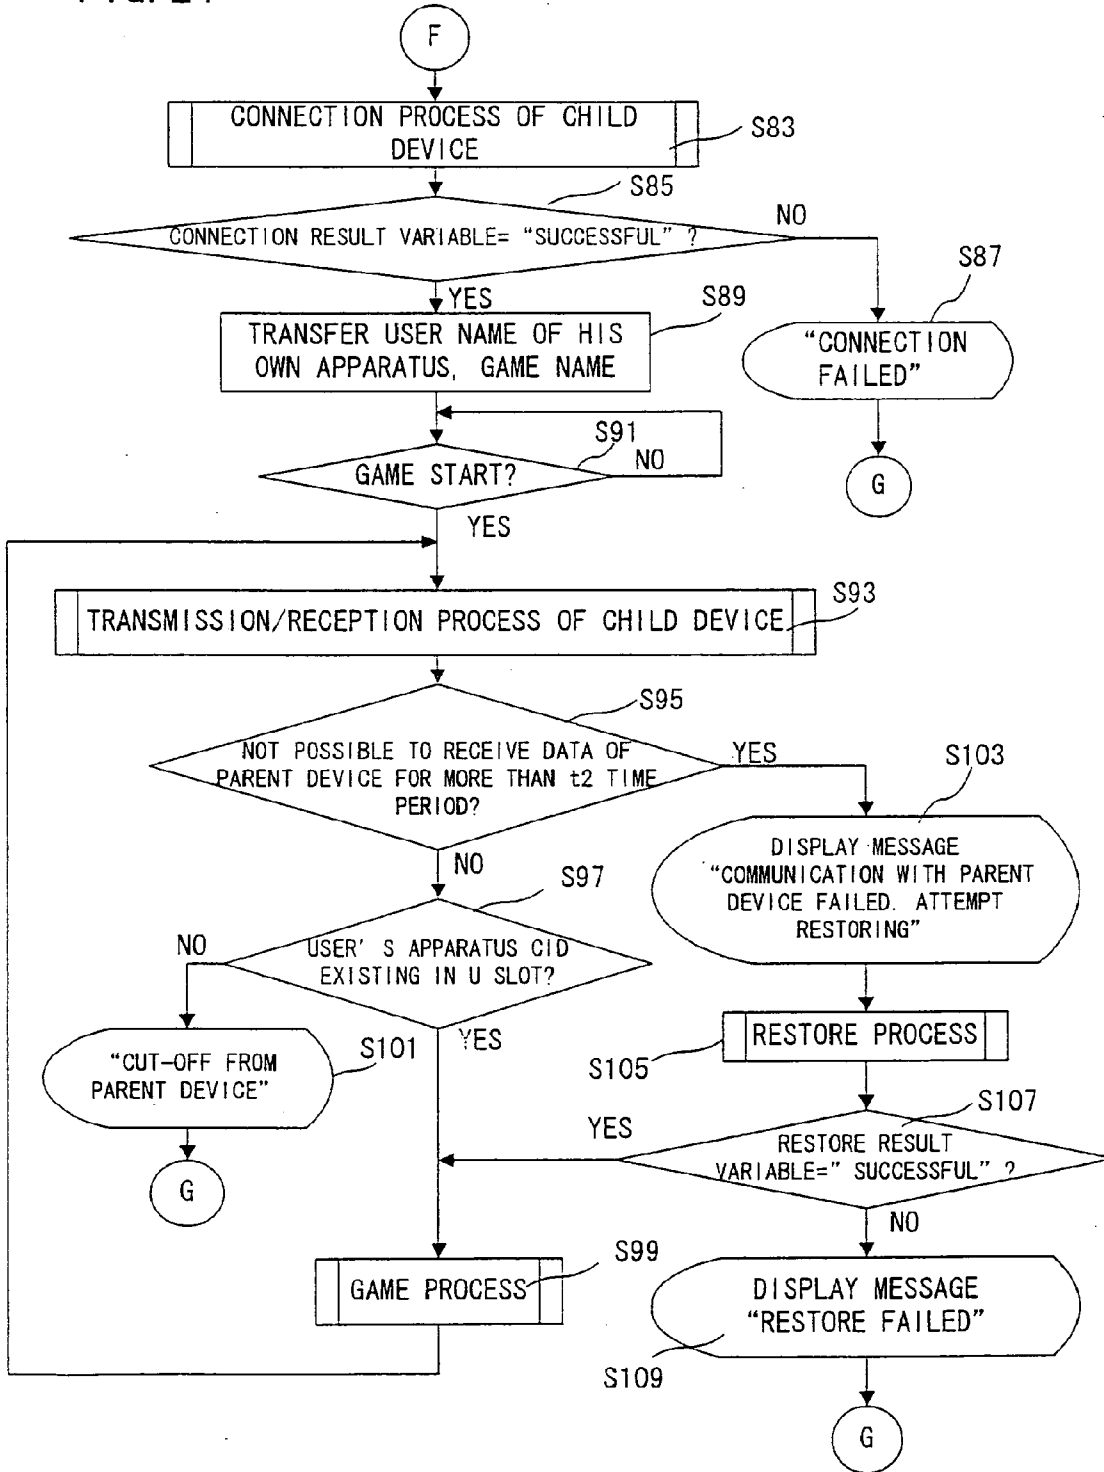 F
CONNECTION PROCESS OF CHILD
DEVICE
S83
S85
CONNECTION RESULT VARIABLE= “SUCCESSFUL” ?
NO
YES
S87
S89
TRANSFER USER NAME OF HIS
OWN APPARATUS, GAME NAME
“CONNECTION
FAILED”
G
S91
GAME START?
NO
YES
TRANSMISSION/RECEPTION PROCESS OF CHILD DEVICE
S93
S95
NOT POSSIBLE TO RECEIVE DATA OF
PARENT DEVICE FOR MORE THAN t2 TIME
PERIOD?
YES
NO
S103
DISPLAY MESSAGE
“COMMUNICATION WITH PARENT
DEVICE FAILED. ATTEMPT
RESTORING”
S97
USER' S APPARATUS CID
EXISTING IN U SLOT?
NO
YES
S101
“CUT-OFF FROM
PARENT DEVICE”
G
RESTORE PROCESS
S105
S107
RESTORE RESULT
VARIABLE=” SUCCESSFUL” ?
YES
NO
S99
GAME PROCESS
DISPLAY MESSAGE
“RESTORE FAILED”
S109
G